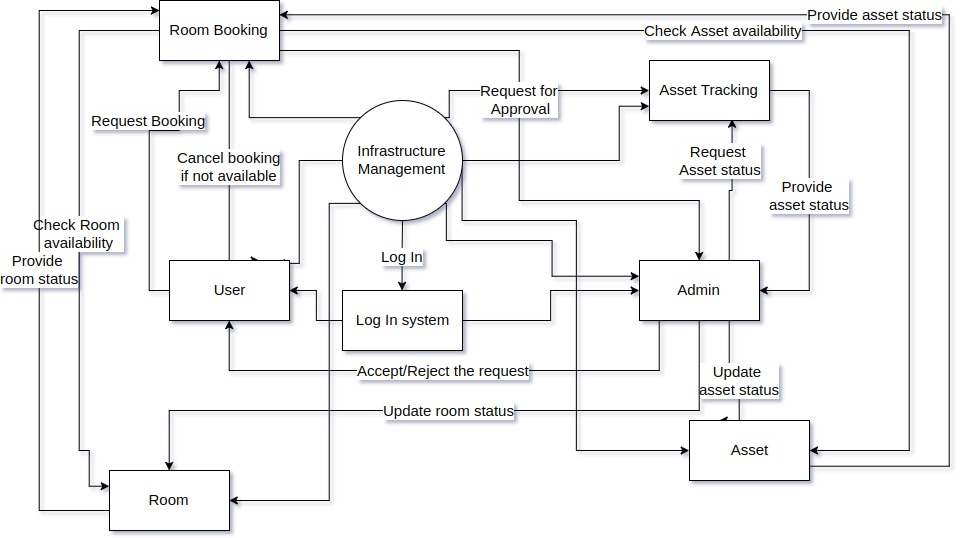 Provide asset status
Room Booking
Check Asset availability
Request for
Approval
Asset Tracking
Request Booking
Infrastructure
Management
Cancel booking
if not available
Request
Asset status
Provide
asset status
Check Room
availability
Provide
room status
Log In
User
Admin
Log In system
Accept/Reject the request
Update
asset status
Update room status
Asset
Room